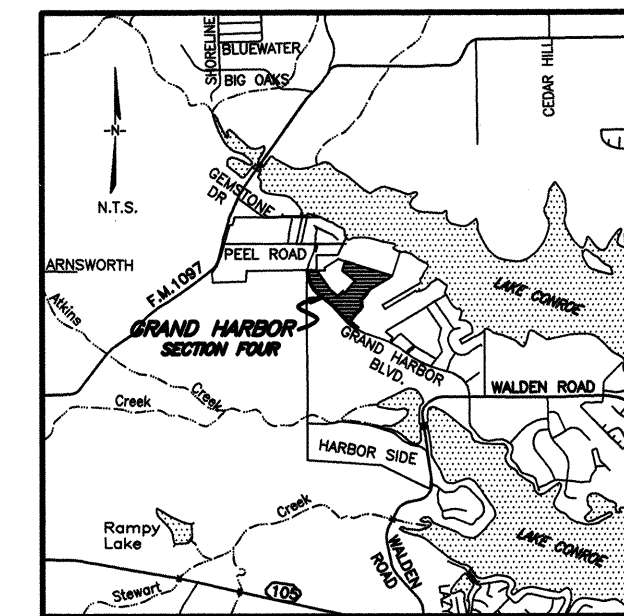 SHORELINE
BLUEWATER
BIG OAKS
CEDAR HILL
-N-
N.T.S.
GEMSTONE
DR
PEEL ROAD
ARNSWORTH
F.M.1097
LAKE CONROE
Atkins
GRAND HARBOR
SECTION FOUR
GRAND HARBOR
BLVD.
WALDEN ROAD
Creek
Creek
HARBOR SIDE
Creek
Rampy
Lake
WALDEN
ROAD
LAKE CONROE
Stewart
105